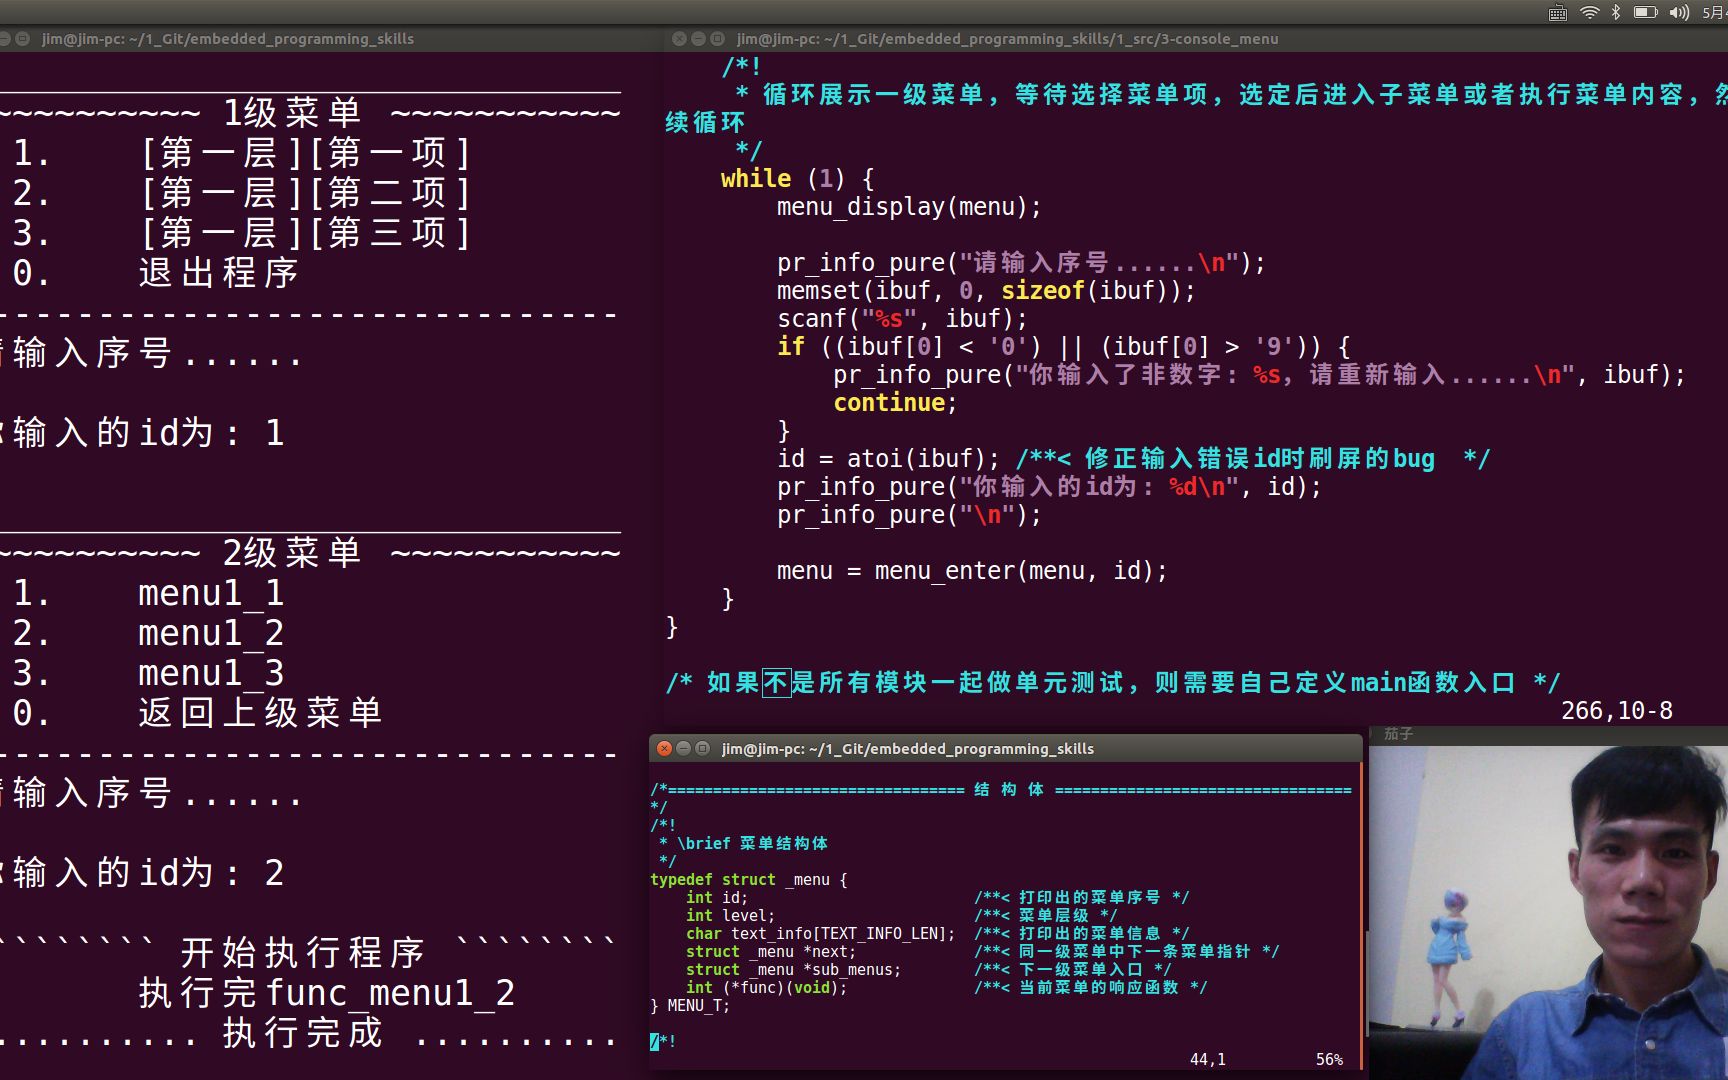 5月
jim@jim-pc: ~/1_Git/embedded_programming_skills
~~~~~~~~~~ 1级菜单 ~~~~~~~~~~~
1. [第一层][第一项]
2. [第一层][第二项]
3. [第一层][第三项]
0. 退出程序
------------------------------
输入序号......
输入的id为: 1
~~~~~~~~~~ 2级菜单 ~~~~~~~~~~~
1. menu1_1
2. menu1_2
3. menu1_3
0. 返回上级菜单
------------------------------
输入序号......
输入的id为: 2
```````` 开始执行程序 ````````
执行完func_menu1_2
.......... 执行完成 ..........
jim@jim-pc: ~/1_Git/embedded_programming_skills/1_src/3-console_menu
/*!
* 循环展示一级菜单，等待选择菜单项，选定后进入子菜单或者执行菜单内容，然
续循环
*/
while (1) {
menu_display(menu);
pr_info_pure("请输入序号......\n");
memset(ibuf, 0, sizeof(ibuf));
scanf("%s", ibuf);
if ((ibuf[0] < '0') || (ibuf[0] > '9')) {
pr_info_pure("你输入了非数字: %s，请重新输入......\n", ibuf);
continue;
}
id = atoi(ibuf); /**< 修正输入错误id时刷屏的bug  */
pr_info_pure("你输入的id为: %d\n", id);
pr_info_pure("\n");
menu = menu_enter(menu, id);
}
}
/* 如果不是所有模块一起做单元测试，则需要自己定义main函数入口 */
266,10-8
jim@jim-pc: ~/1_Git/embedded_programming_skills
/*================================= 结 构 体 =================================
*/
/*!
* \brief 菜单结构体
*/
typedef struct _menu {
int id; /**< 打印出的菜单序号 */
int level; /**< 菜单层级 */
char text_info[TEXT_INFO_LEN]; /**< 打印出的菜单信息 */
struct _menu *next; /**< 同一级菜单中下一条菜单指针 */
struct _menu *sub_menus; /**< 下一级菜单入口 */
int (*func)(void); /**< 当前菜单的响应函数 */
} MENU_T;
/*!
44,1 56%
茄子